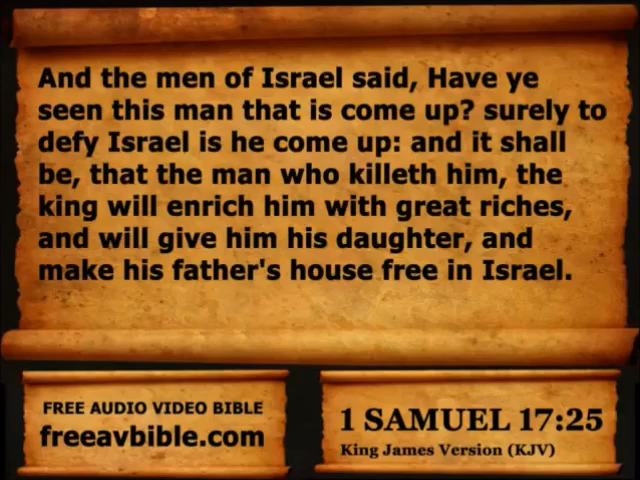 And the men of Israel said, Have ye
seen this man that is come up? surely to
defy Israel is he come up: and it shall
be, that the man who killeth him, the
king will enrich him with great riches,
and will give him his daughter, and
make his father's house free in Israel.
FREE AUDIO VIDEO BIBLE
freeavbible.com
1 SAMUEL 17:25
King James Version (KJV)